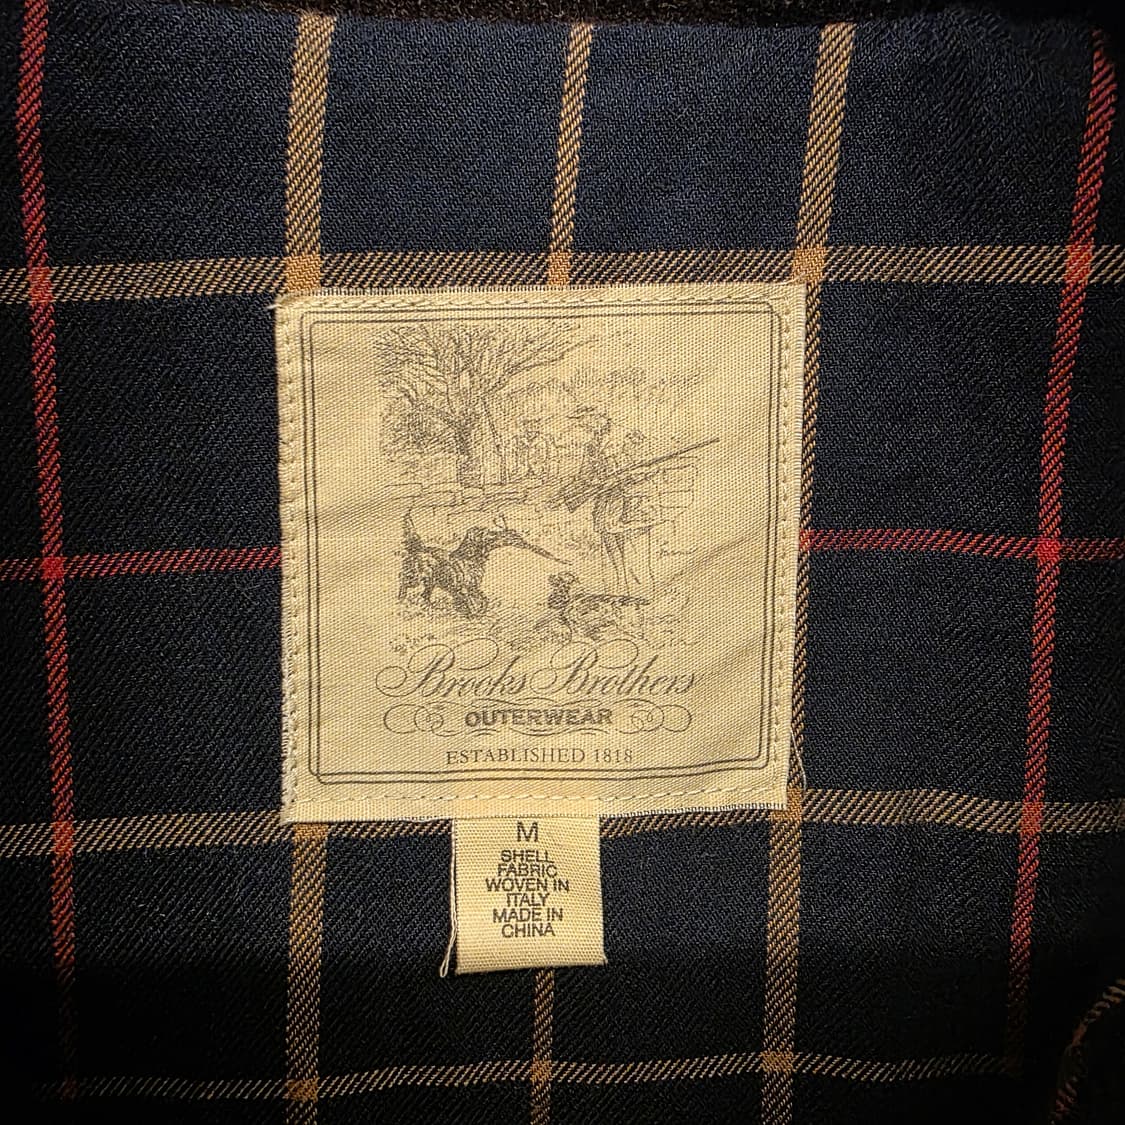 Brooks Brothers
OUTERWEAR
ESTABLISHED 1818
M
SHELL
FABRIC
WOVEN IN
ITALY
MADE IN
CHINA